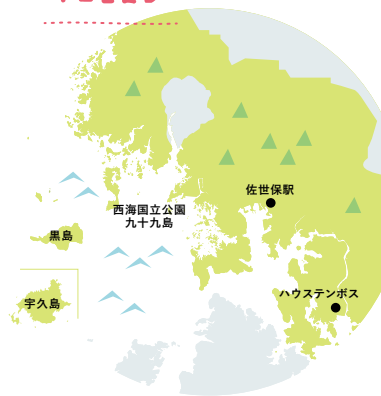 佐世保駅
西海国立公園
九十九島
黒島
ハウステンボス
宇久島